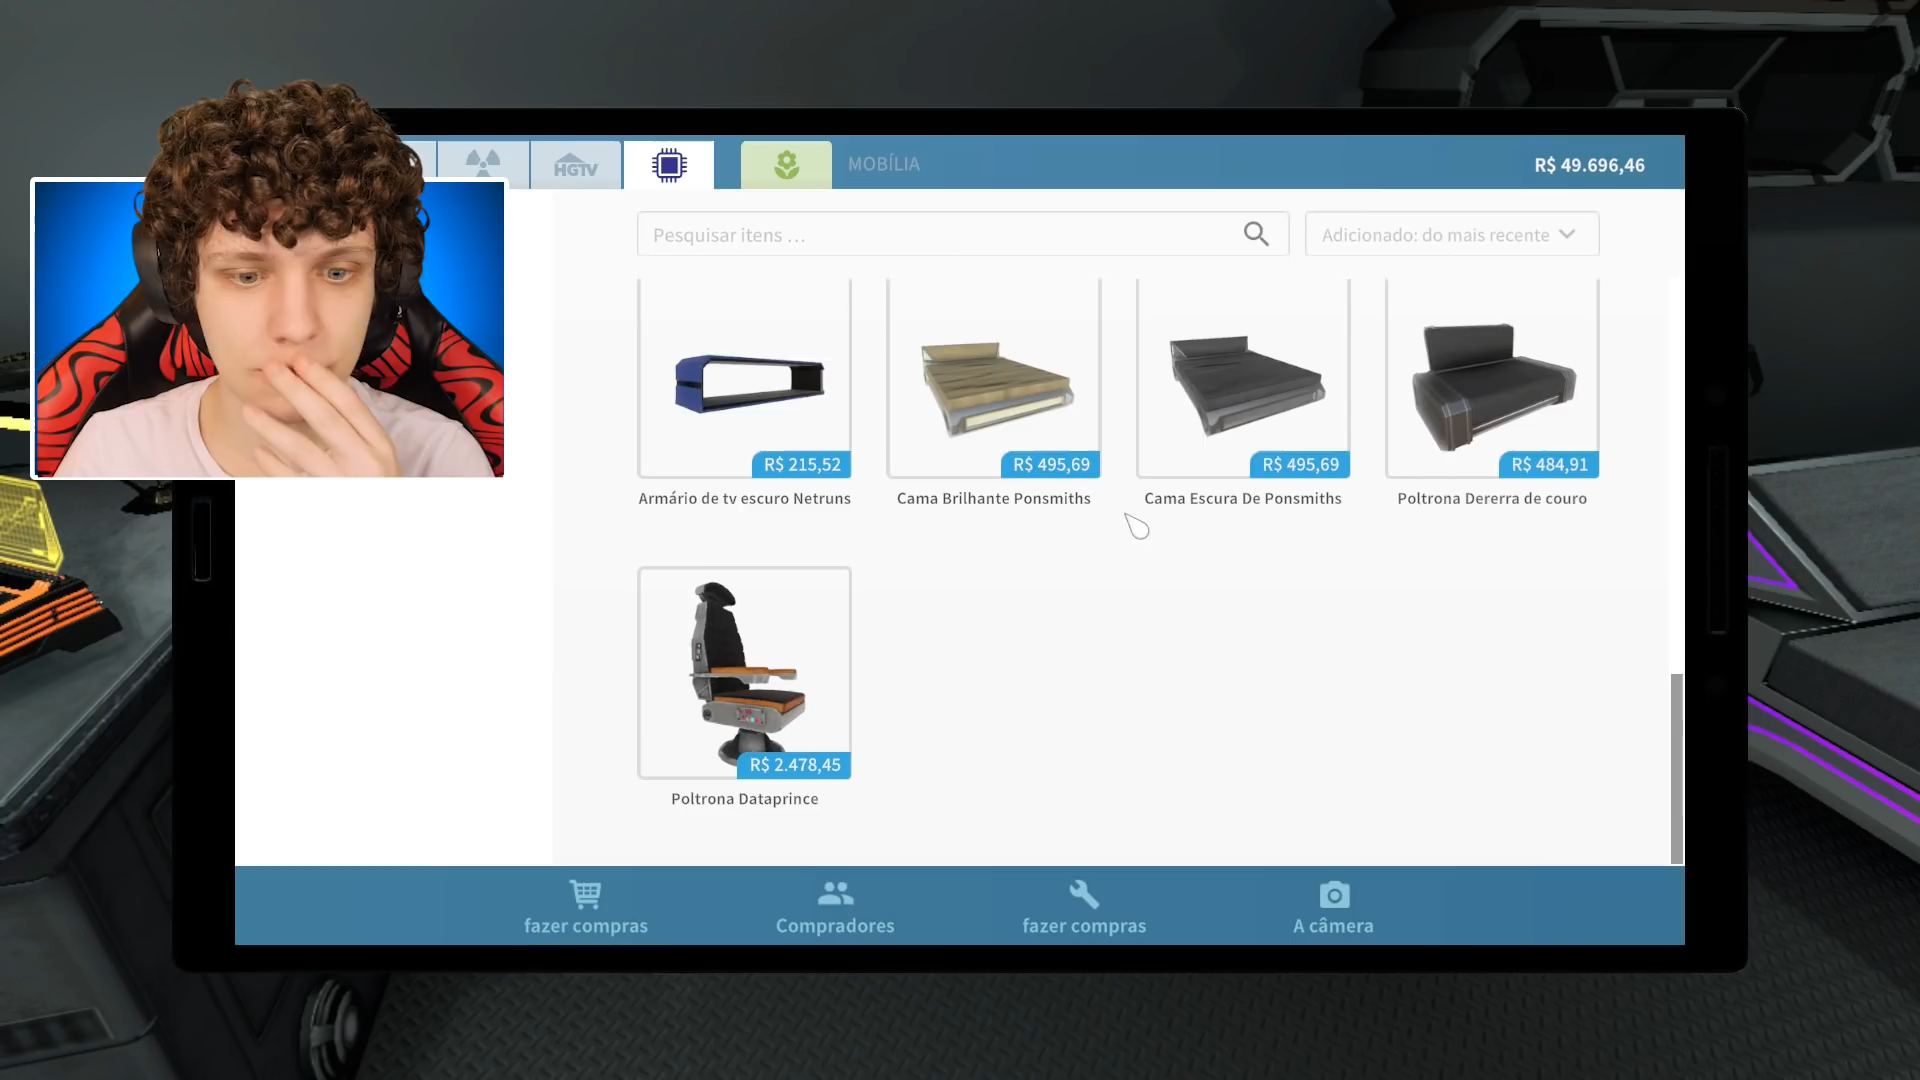 HGTV
MOBÍLIA
R$ 49.696,46
Pesquisar itens ...
Adicionado: do mais recente
R$ 215,52
R$ 495,69
R$ 495,69
R$ 484,91
Armário de tv escuro Netruns
Cama Brilhante Ponsmiths
Cama Escura De Ponsmiths
Poltrona Dererra de couro
R$ 2.478,45
Poltrona Dataprince
fazer compras
Compradores
fazer compras
A câmera